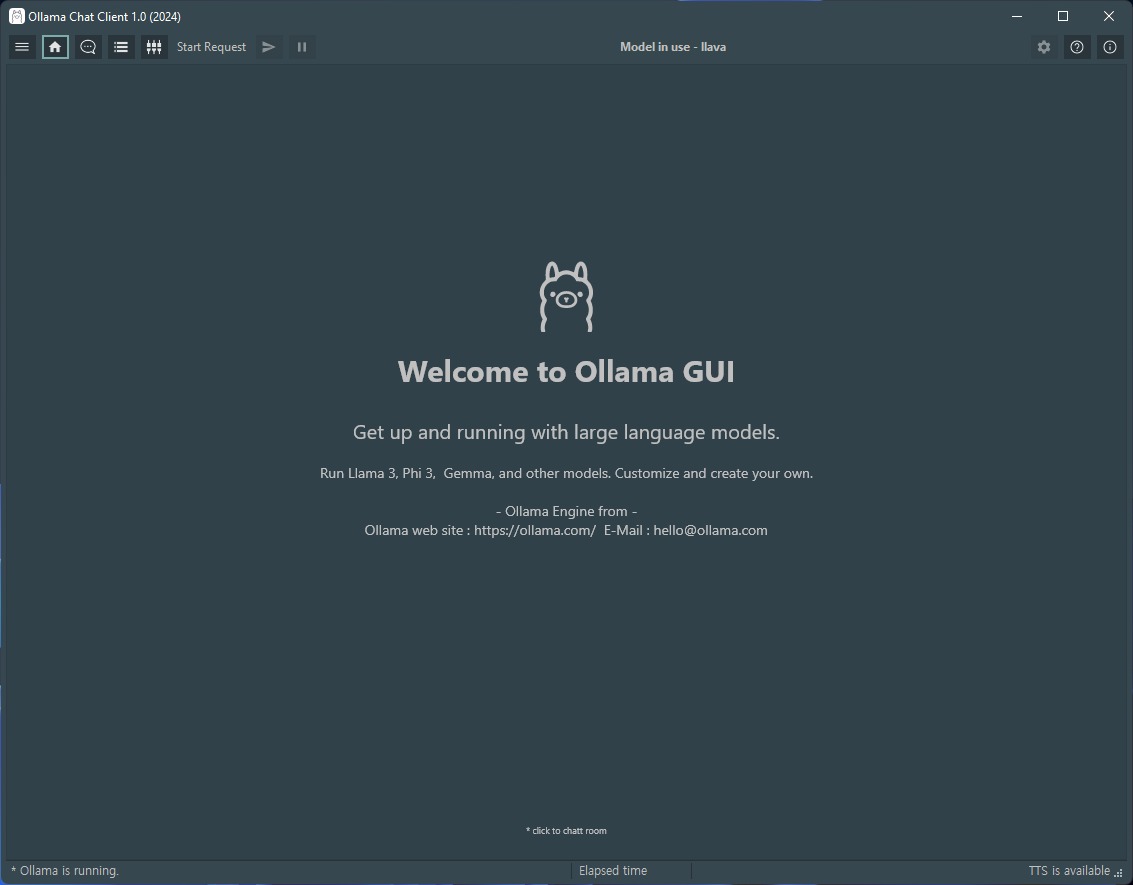 Ollama Chat Client 1.0 (2024)
Start Request
Model in use - llava
Welcome to Ollama GUI
Get up and running with large language models.
Run Llama 3, Phi 3,  Gemma, and other models. Customize and create your own.
- Ollama Engine from -
Ollama web site : https://ollama.com/  E-Mail : hello@ollama.com
* click to chatt room
* Ollama is running.
Elapsed time
TTS is available